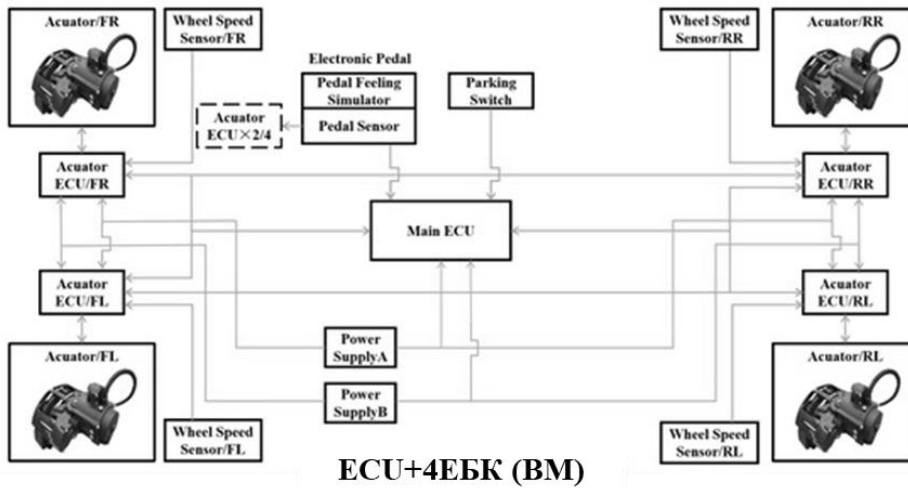 Acuator/FR
Wheel Speed
Sensor/FR
Electronic Pedal
Pedal Feeling
Simulator
Pedal Sensor
Acuator
ECU×2/4
Parking
Switch
Wheel Speed
Sensor/RR
Acuator/RR
Acuator
ECU/FR
Acuator
ECU/RR
Main ECU
Acuator
ECU/FL
Acuator
ECU/RL
Acuator/FL
Power
SupplyA
Power
SupplyB
Acuator/RL
Wheel Speed
Sensor/FL
Wheel Speed
Sensor/RL
ECU+4ЕБК (ВМ)